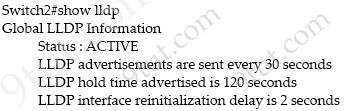 Switch2#show lldp
Global LLDP Information
Status : ACTIVE
LLDP advertisements are sent every 30 seconds
LLDP hold time advertised is 120 seconds
LLDP interface reinitialization delay is 2 seconds